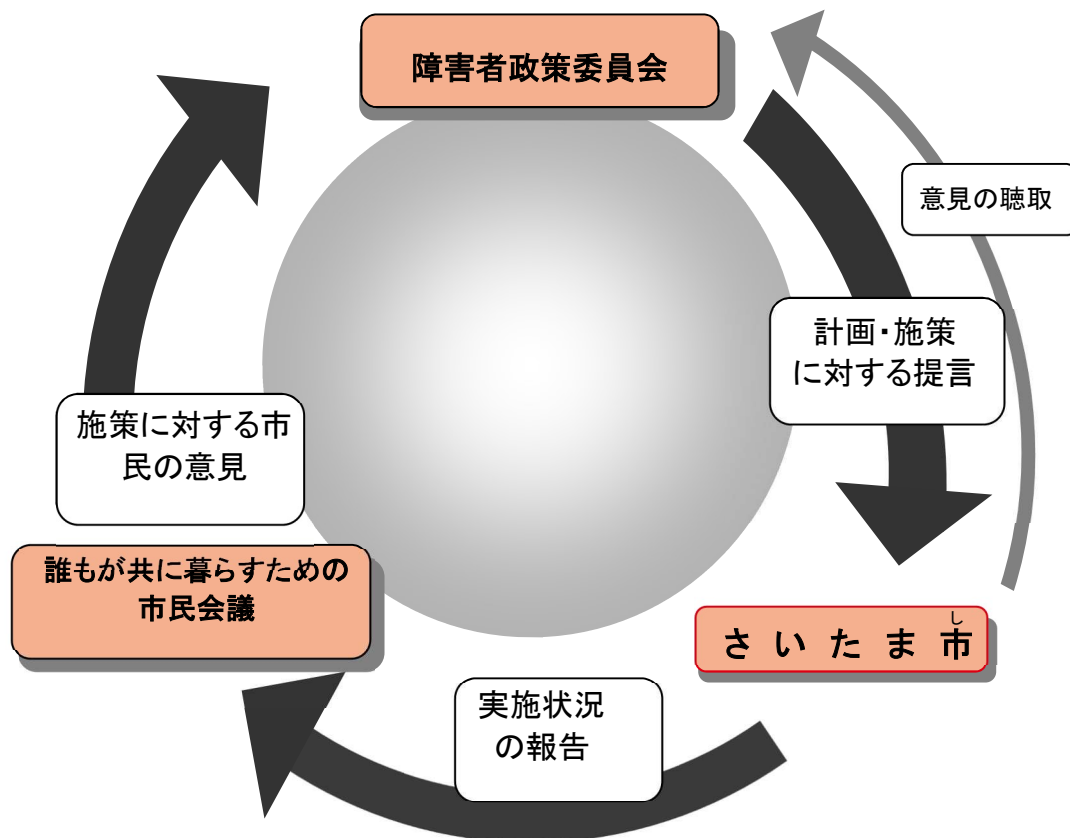 障害者政策委員会
意見の聴取
計画・施策
に対する提言
施策に対する市
民の意見
誰もが共に暮らすための
市民会議
し
さいたま市
実施状況
の報告